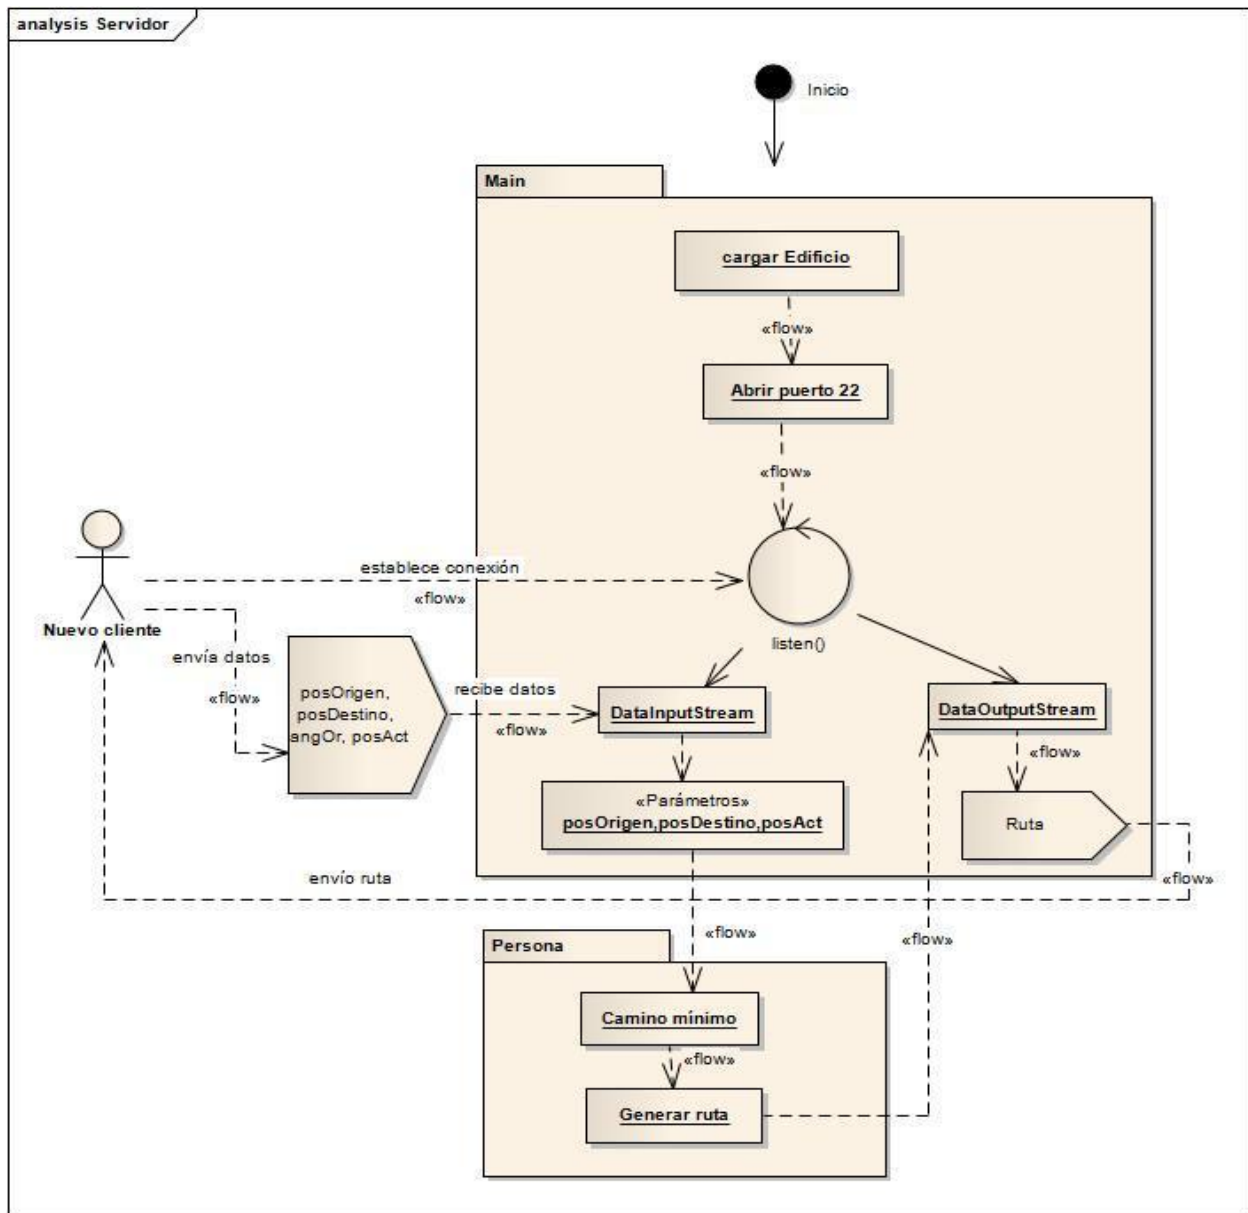 analysis Servidor
Inicio
Main
cargar Edificio
«flow»
Abrir puerto 22
«flow»
establece conexión
«flow»
listen()
Nuevo cliente
envía datos
«flow»
posOrigen,
posDestino,
angOr, posAct
recibe datos
«flow»
DataInputStream
DataOutputStream
«flow»
«Parámetros»
posOrigen,posDestino,posAct
Ruta
envío ruta
«flow»
«flow»
«flow»
Persona
Camino mínimo
«flow»
Generar ruta